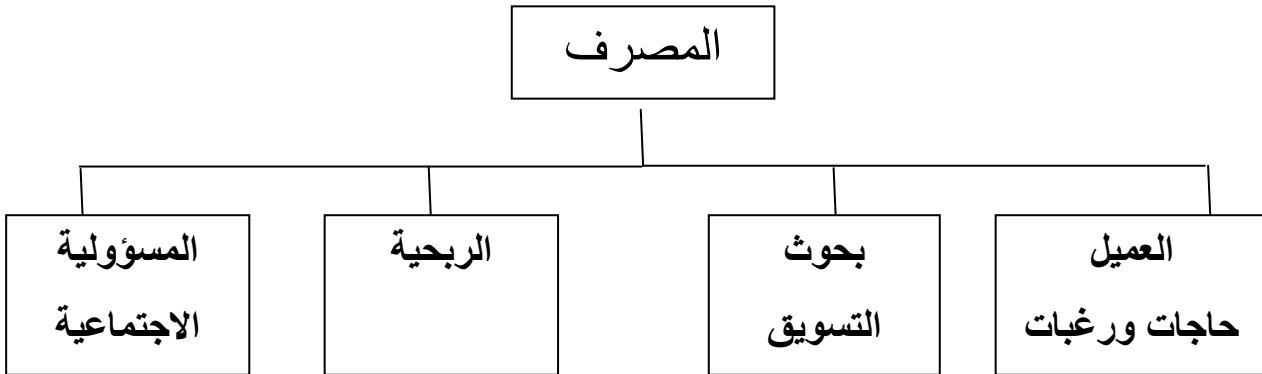 المصرف
العميل
حاجات ورغبات
بحوث
التسويق
الربحية
المسؤولية
الاجتماعية